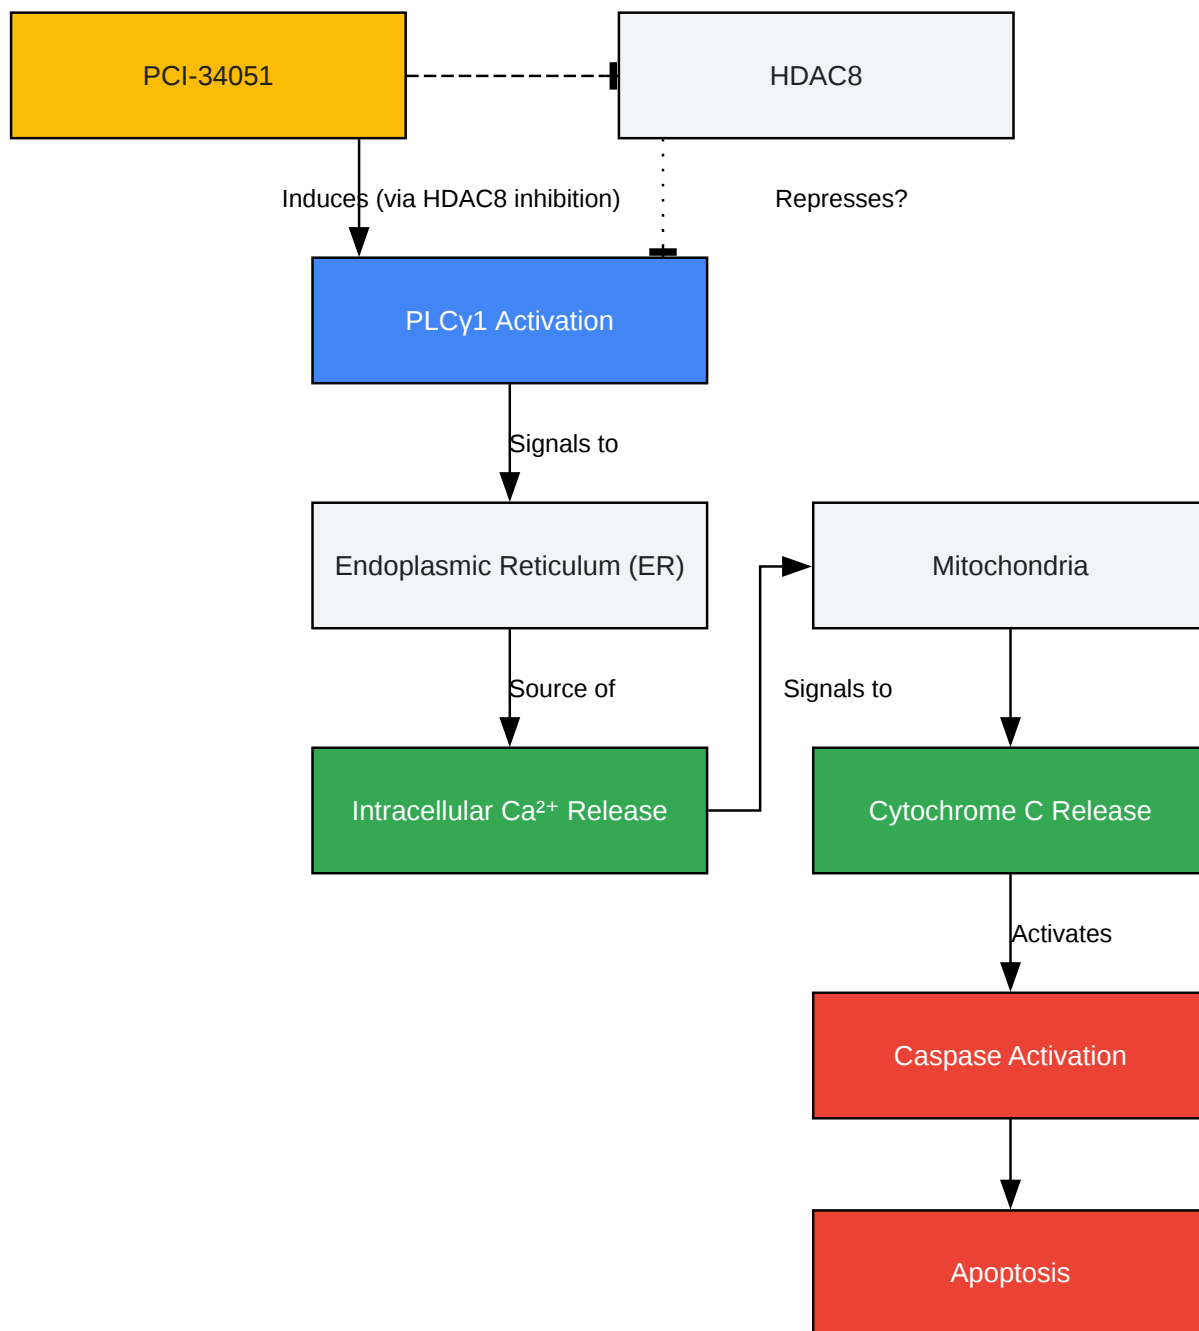 PCI-34051
HDAC8
Induces (via HDAC8 inhibition)
Represses?
PLCγ1 Activation
Signals to
Endoplasmic Reticulum (ER)
Mitochondria
Source of
Signals to
Intracellular Ca²⁺ Release
Cytochrome C Release
Activates
Caspase Activation
Apoptosis